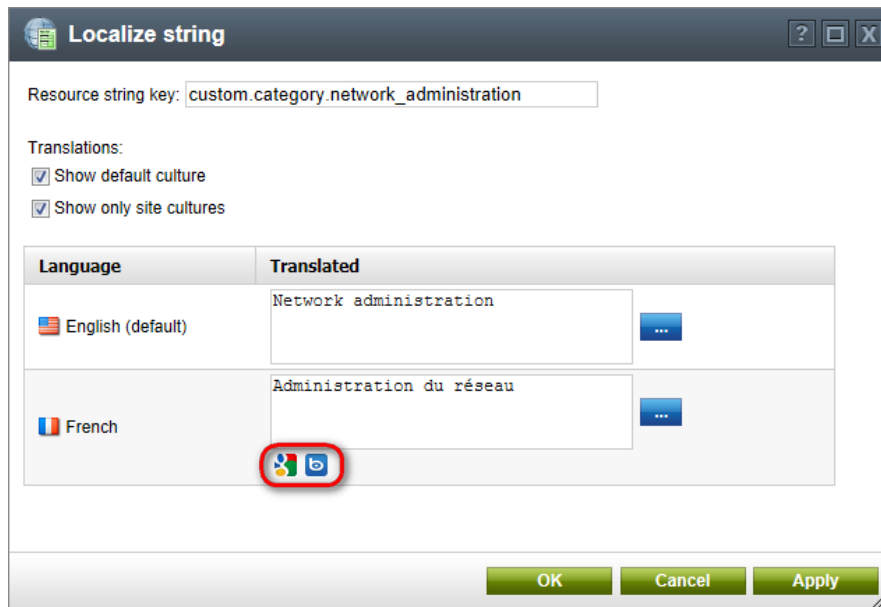 Localize string
? X
Resource string key: custom.category.network_administration
Translations:
Show default culture
Show only site cultures
Language Translated
English (default) Network administration ...
French Administration du réseau ...
OK Cancel Apply